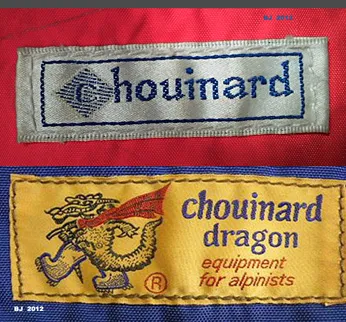 BJ 2012
chouinard
chouinard
dragon
equipment
for alpinists
®
BJ 2012